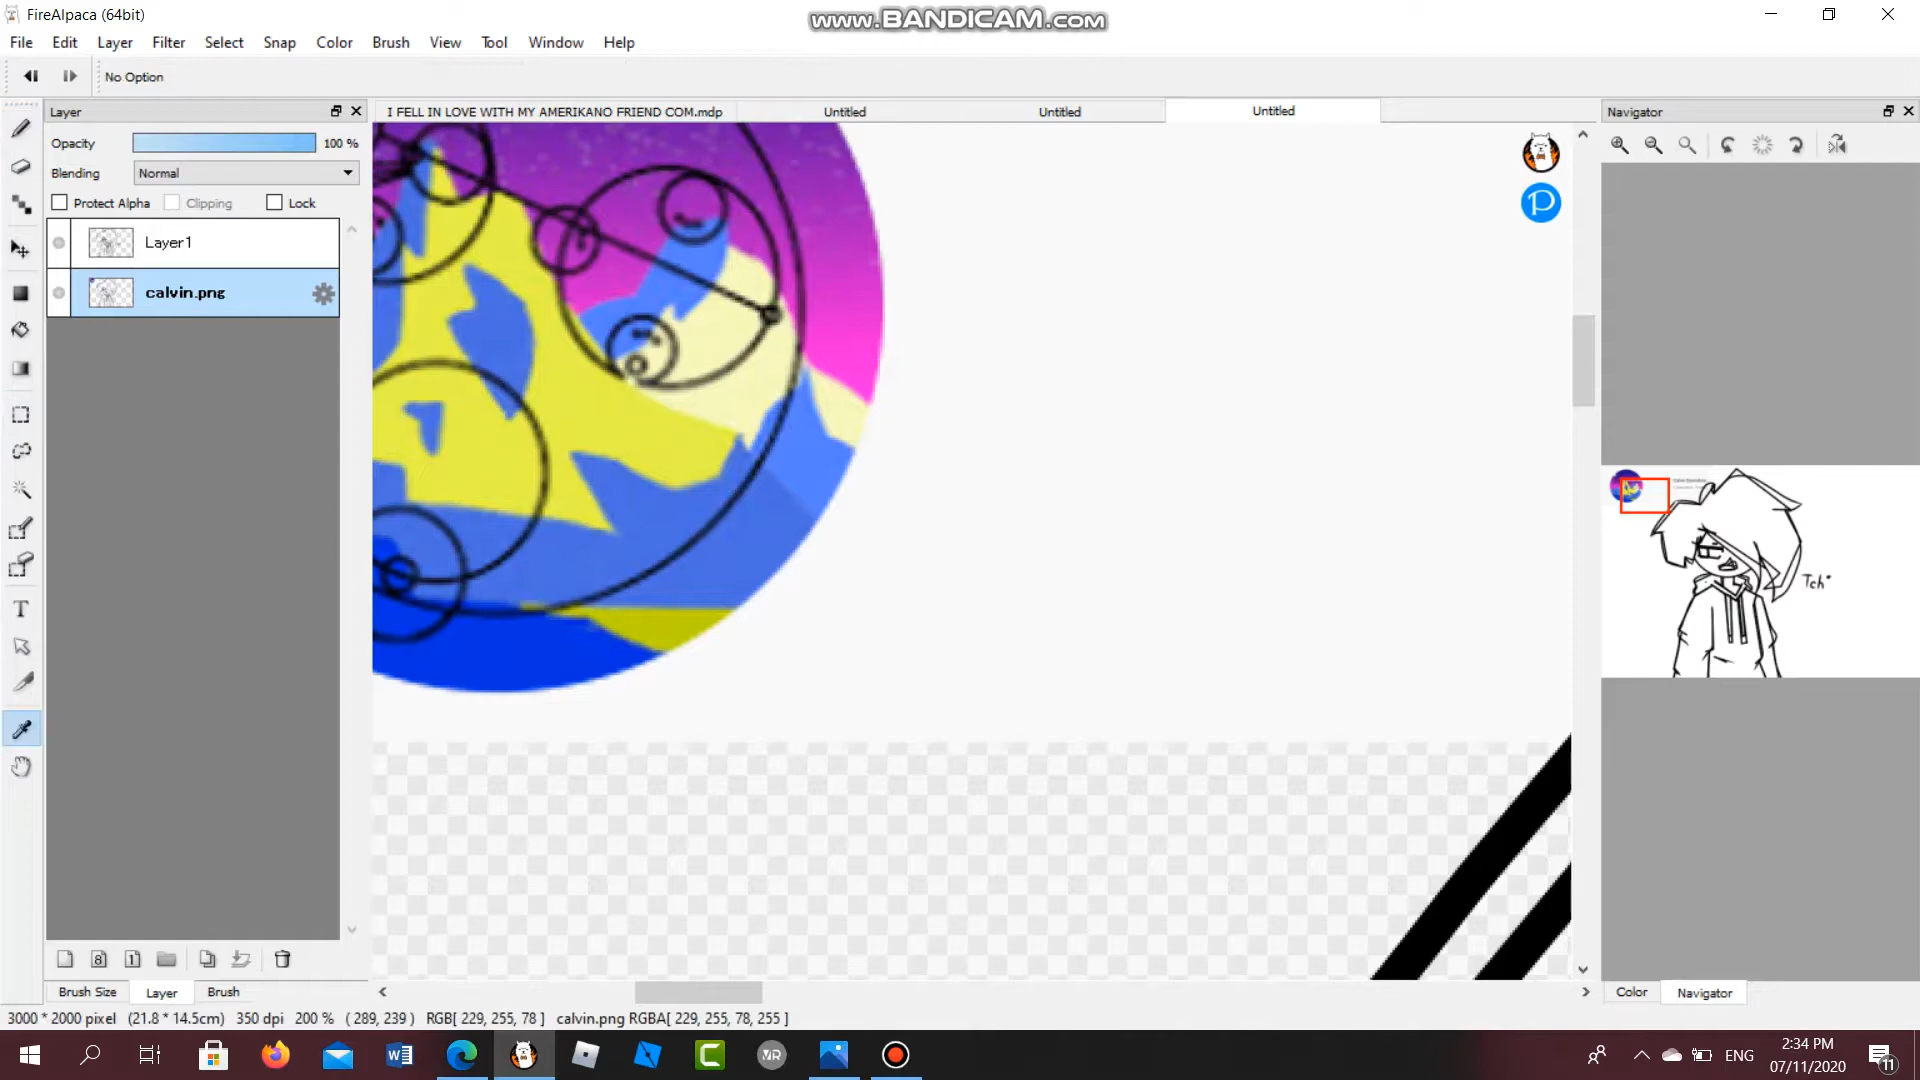 FireAlpaca (64bit)
www.BANDICAM.com
File Edit Layer Filter Select Snap Color Brush View Tool Window Help
No Option
Layer
I FELL IN LOVE WITH MY AMERIKANO FRIEND COM.mdp Untitled Untitled Untitled
Navigator
Opacity 100 %
Blending Normal
Protect Alpha Clipping Lock
Layer1
calvin.png
P
Tch"
T
8 1
Brush Size Layer Brush
Color Navigator
3000 * 2000 pixel (21.8 * 14.5cm) 350 dpi 200 % ( 289, 239 ) RGB[ 229, 255, 78 ] calvin.png RGBA[ 229, 255, 78, 255 ]
W C MR
ENG
2:34 PM
07/11/2020
11